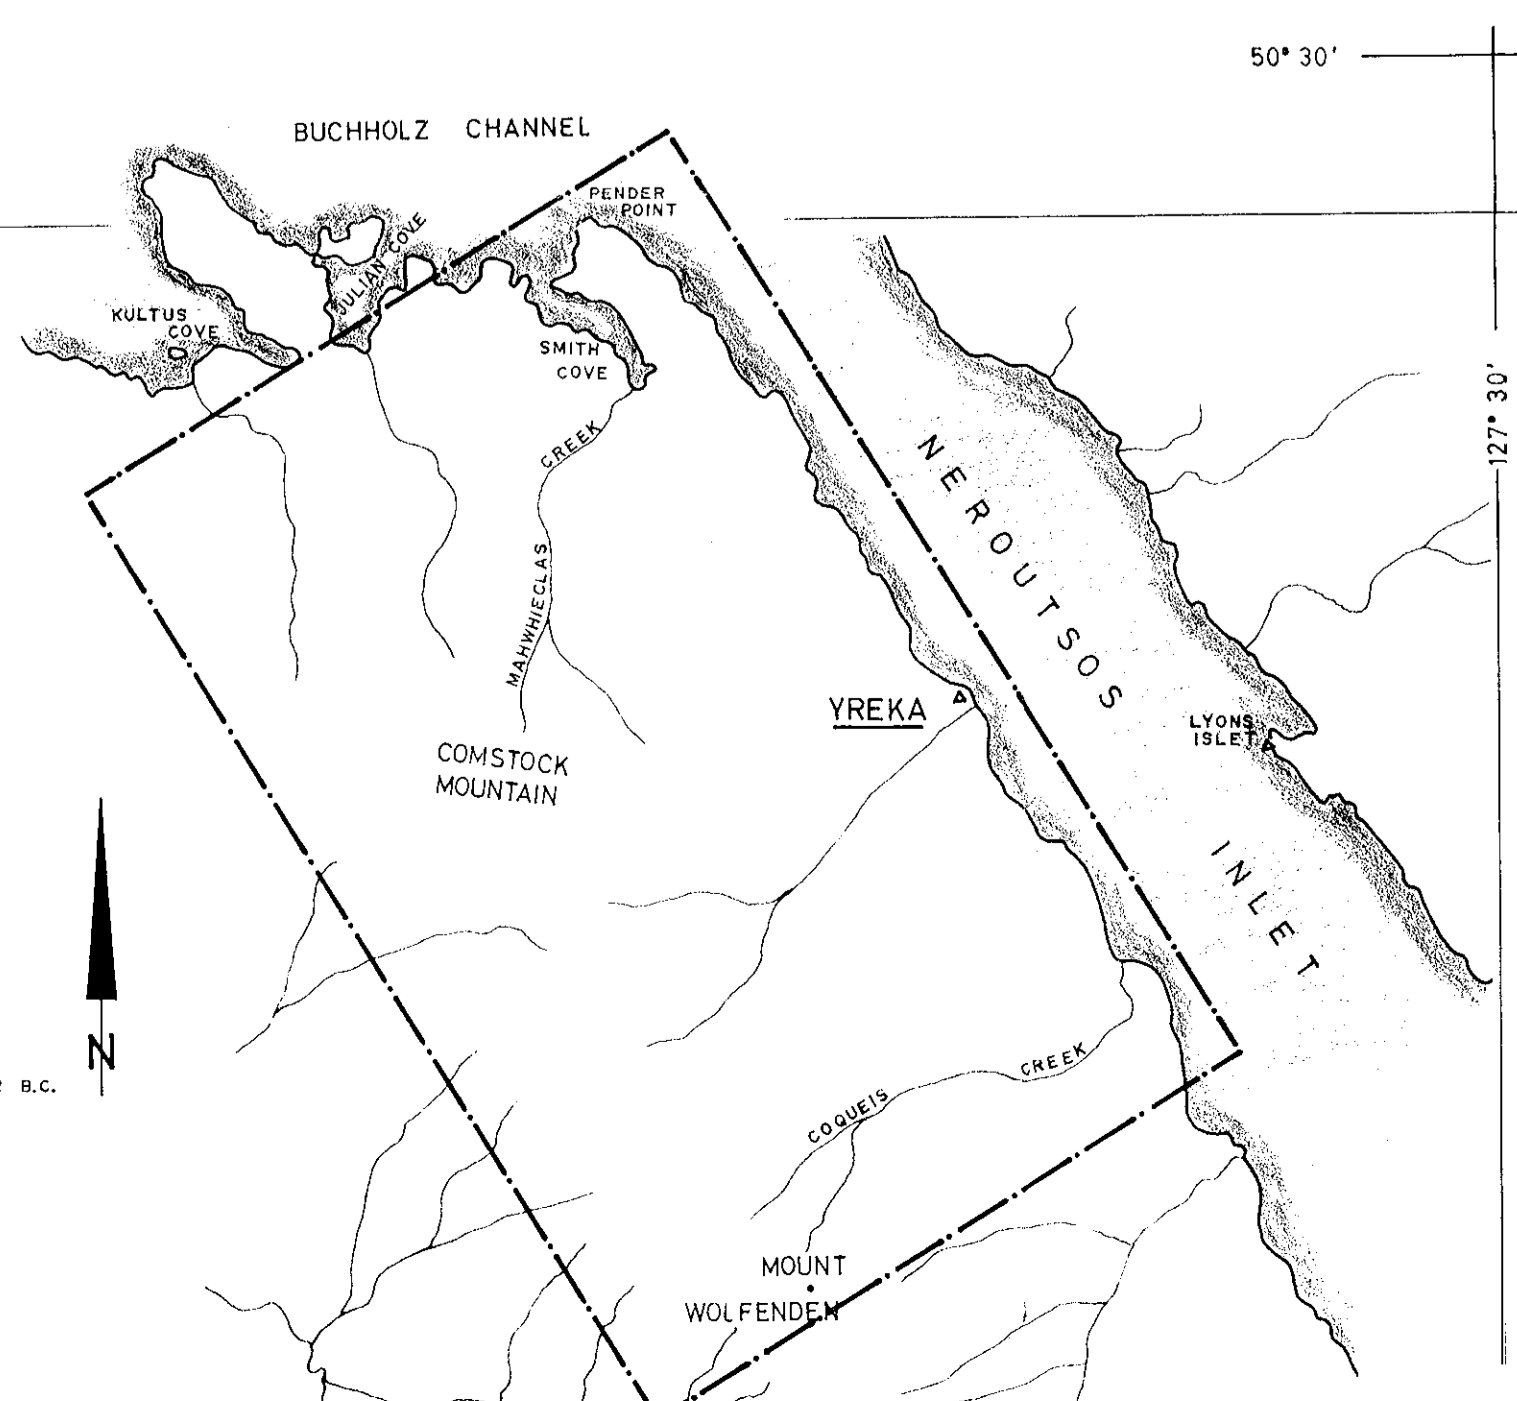 50° 30'
BUCHHOLZ CHANNEL
PENDER
POINT
JULIAN COVE
KULTUS
COVE
SMITH
COVE
127° 30'
CREEK
MAHWHIECLAS
NEROUTSOS
INLET
YREKA
LYONS
ISLET
COMSTOCK
MOUNTAIN
N
B.C.
CREEK
COQUEIS
MOUNT
WOLFENDEN